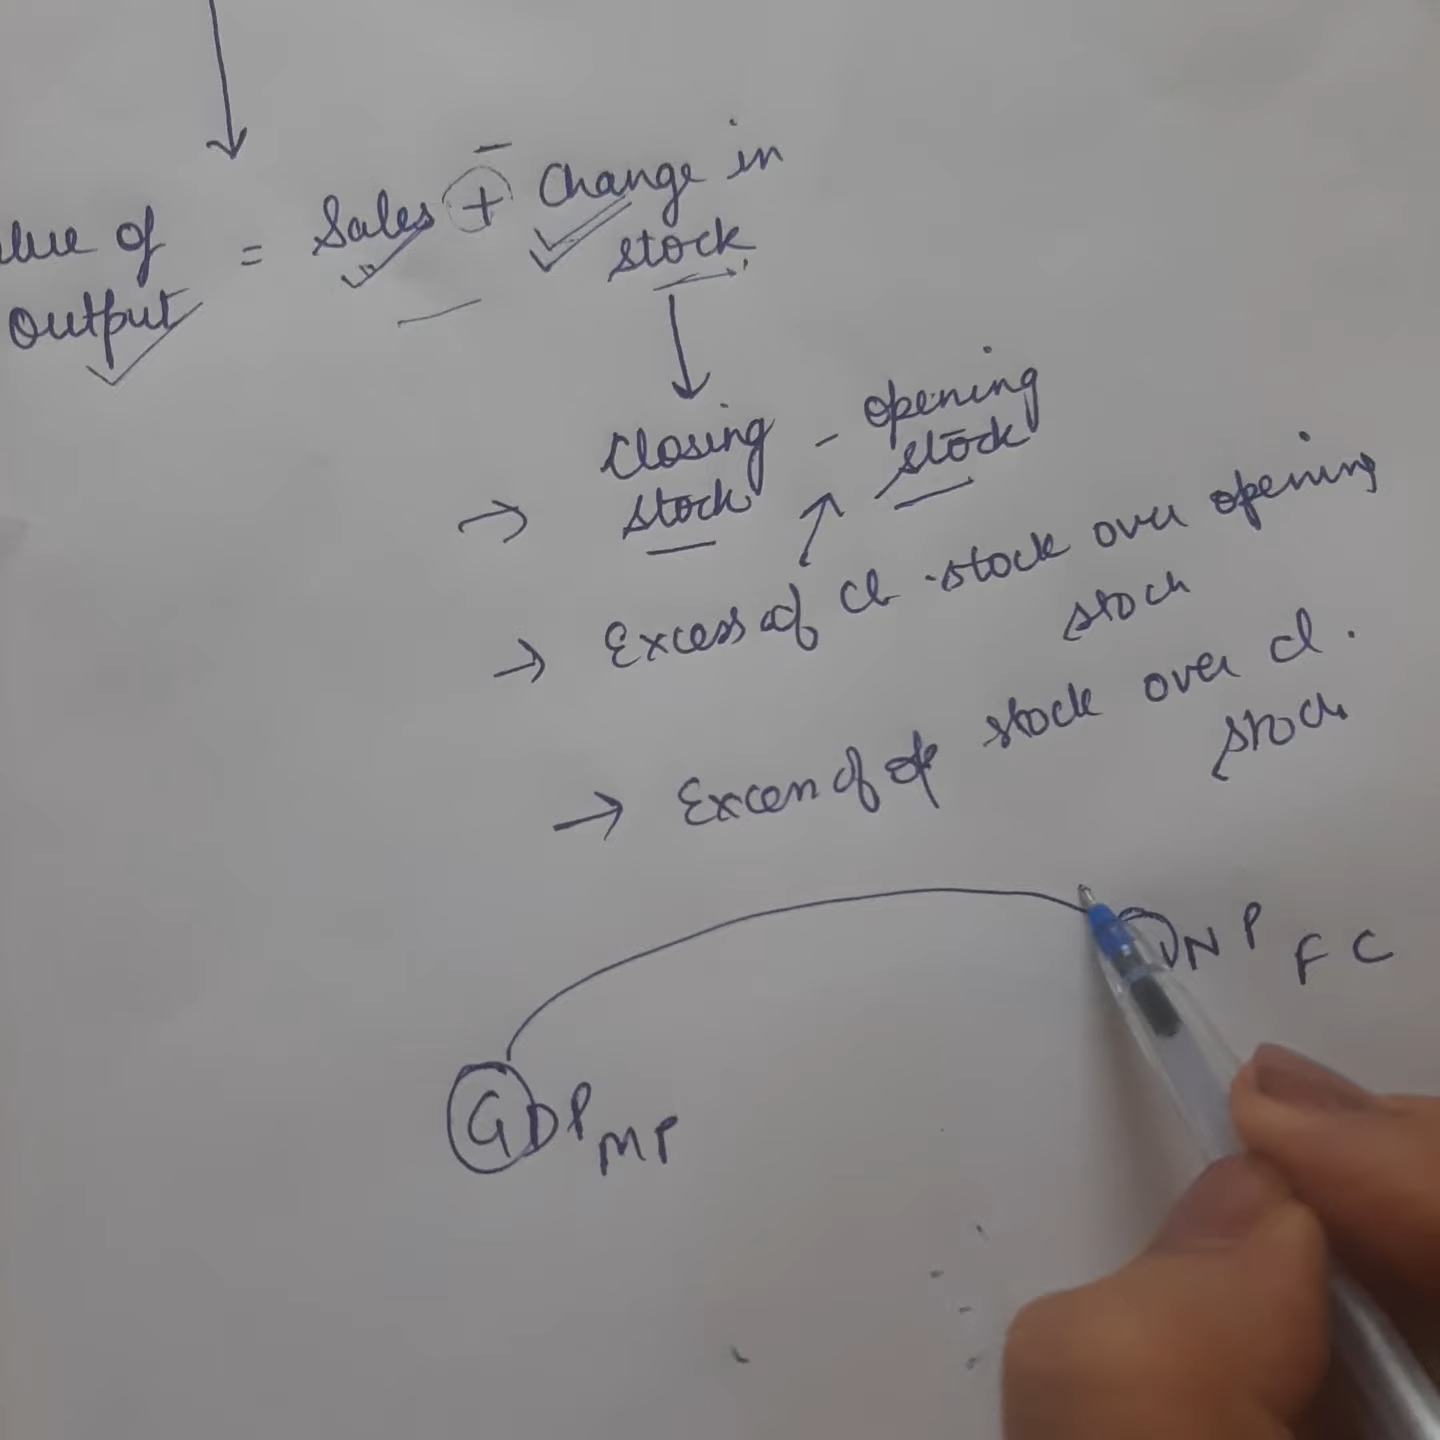 = Sales + Change in
of
output stock
Closing - opening
→ stock stock
→ Excess of Cl. stock over opening
stock
→ Excess of op stock over cl.
stock
NP FC
GDP MP